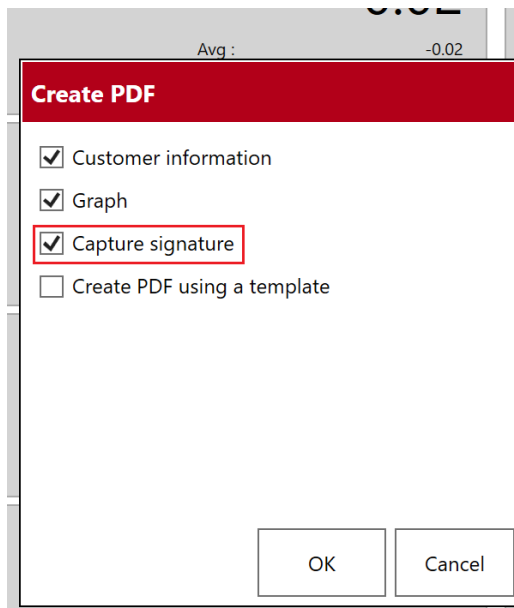 Avg : -0.02
Create PDF
Customer information
Graph
Capture signature
Create PDF using a template
OK Cancel